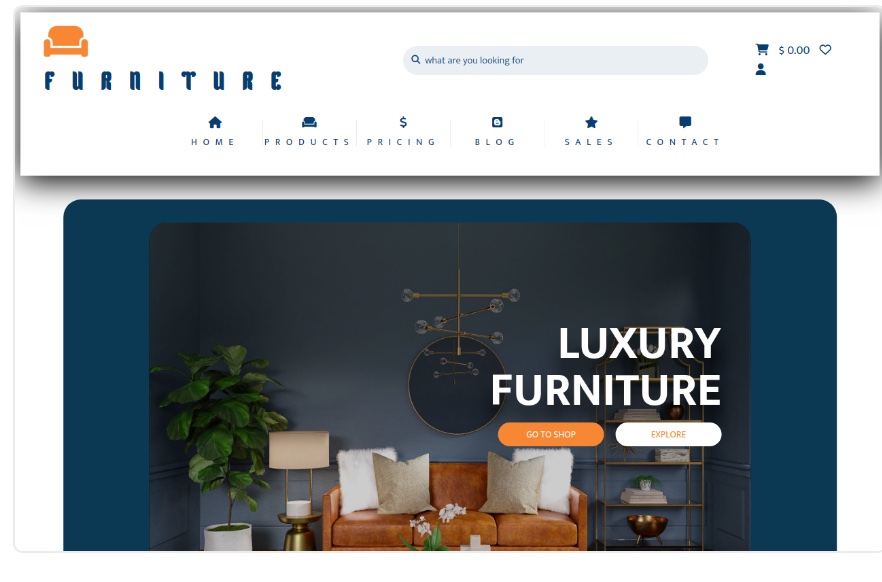 FURNITURE
what are you looking for
$ 0.00
HOME
PRODUCTS
PRICING
BLOG
SALES
CONTACT
LUXURY
FURNITURE
GO TO SHOP
EXPLORE